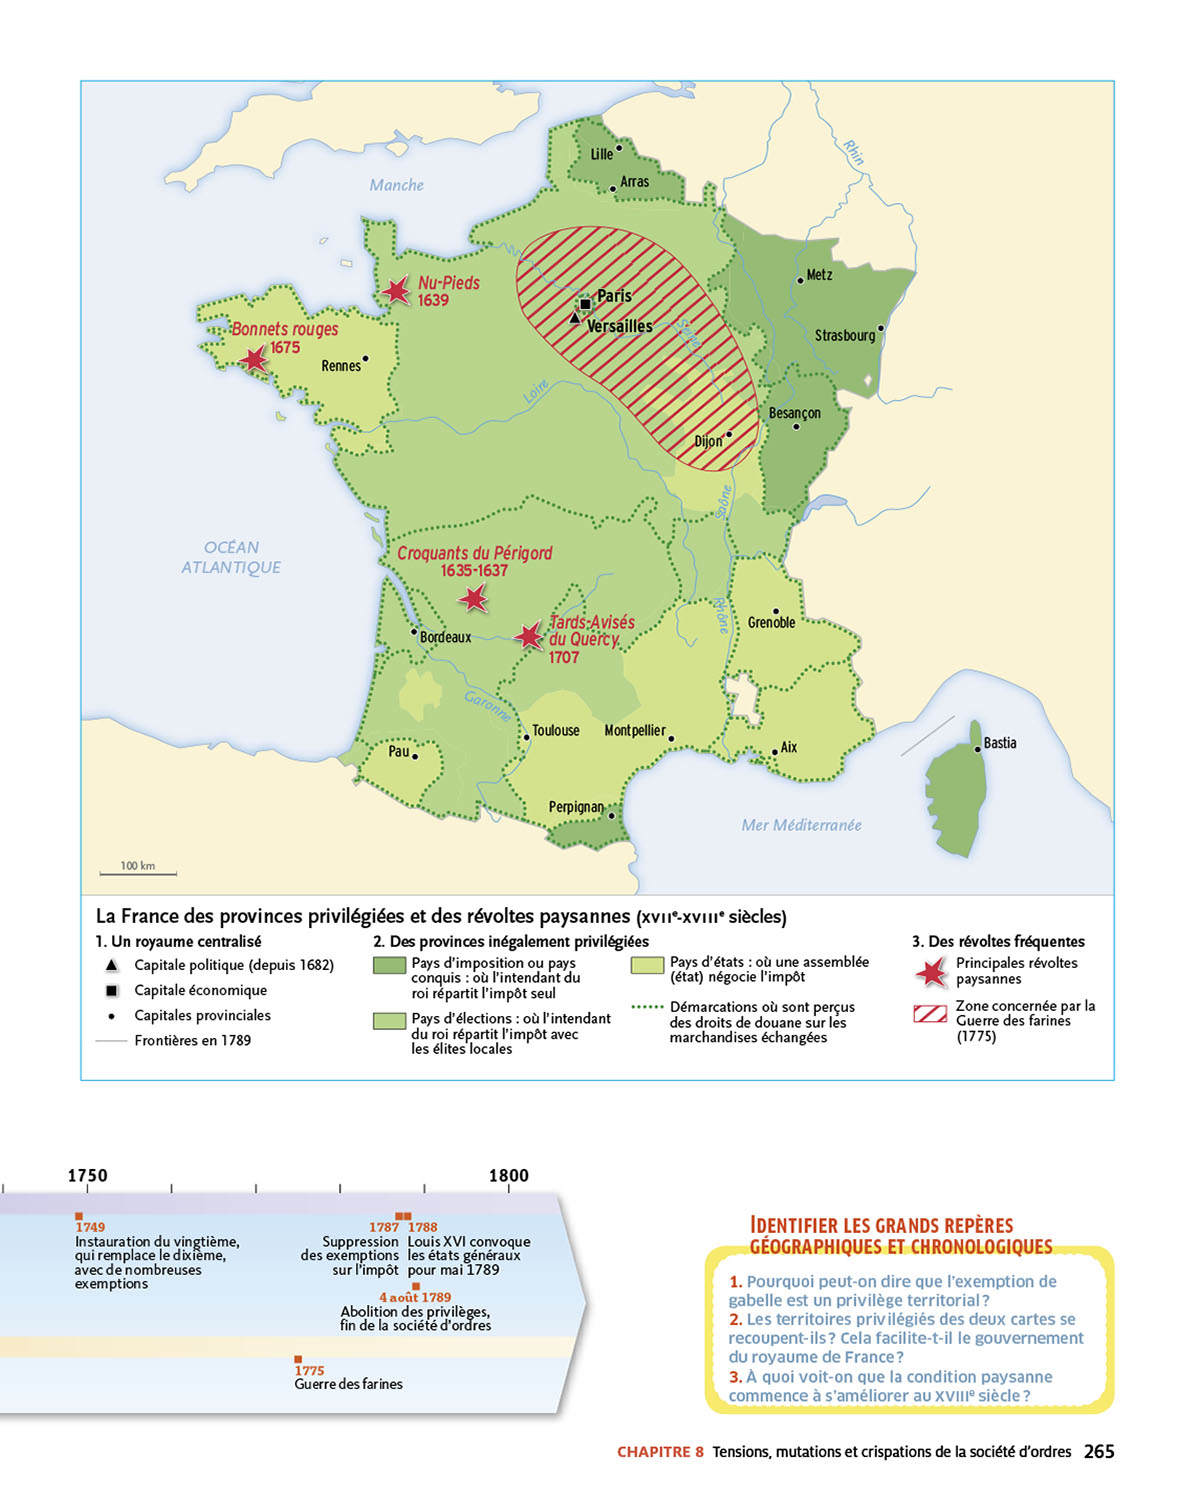 Manche
Rhin
Lille
Arras
Metz
Nu-Pieds
1639
Paris
Versailles
Seine
Strasbourg
Bonnets rouges
1675
Rennes
Loire
Besançon
Dijon
Saône
OCÉAN
ATLANTIQUE
Croquants du Périgord
1635-1637
Rhône
Grenoble
Tards-Avisés
du Quercy
1707
Bordeaux
Garonne
Toulouse
Montpellier
Pau
Aix
Bastia
Perpignan
Mer Méditerranée
100 km
La France des provinces privilégiées et des révoltes paysannes (XVIIe-XVIIIe siècles)
1. Un royaume centralisé
Capitale politique (depuis 1682)
Capitale économique
Capitales provinciales
Frontières en 1789
2. Des provinces inégalement privilégiées
Pays d'imposition ou pays
conquis : où l'intendant du
roi répartit l'impôt seul
Pays d'élections : où l'intendant
du roi répartit l'impôt avec
les élites locales
Pays d'états : où une assemblée
(état) négocie l'impôt
Démarcations où sont perçus
des droits de douane sur les
marchandises échangées
3. Des révoltes fréquentes
Principales révoltes
paysannes
Zone concernée par la
Guerre des farines
(1775)
1750
1800
1749
Instauration du vingtième,
qui remplace le dixième,
avec de nombreuses
exemptions
1787
Suppression
des exemptions
sur l'impôt
1788
Louis XVI convoque
les états généraux
pour mai 1789
4 août 1789
Abolition des privilèges,
fin de la société d'ordres
1775
Guerre des farines
IDENTIFIER LES GRANDS REPÈRES
GÉOGRAPHIQUES ET CHRONOLOGIQUES
1. Pourquoi peut-on dire que l'exemption de
gabelle est un privilège territorial ?
2. Les territoires privilégiés des deux cartes se
recoupent-ils ? Cela facilite-t-il le gouvernement
du royaume de France ?
3. À quoi voit-on que la condition paysanne
commence à s'améliorer au XVIIIe siècle ?
CHAPITRE 8 Tensions, mutations et crispations de la société d'ordres 265